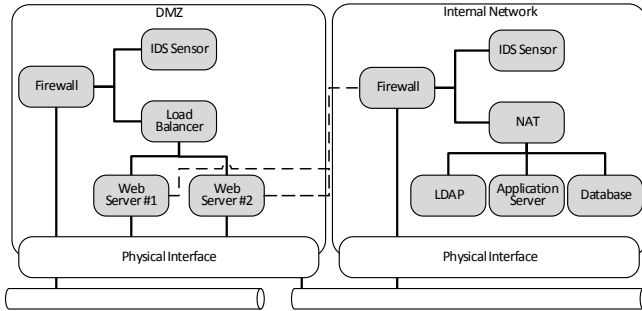 DMZ
IDS Sensor
Firewall
Load
Balancer
Web
Server #1
Web
Server #2
Physical Interface
Internal Network
IDS Sensor
Firewall
NAT
LDAP
Application
Server
Database
Physical Interface